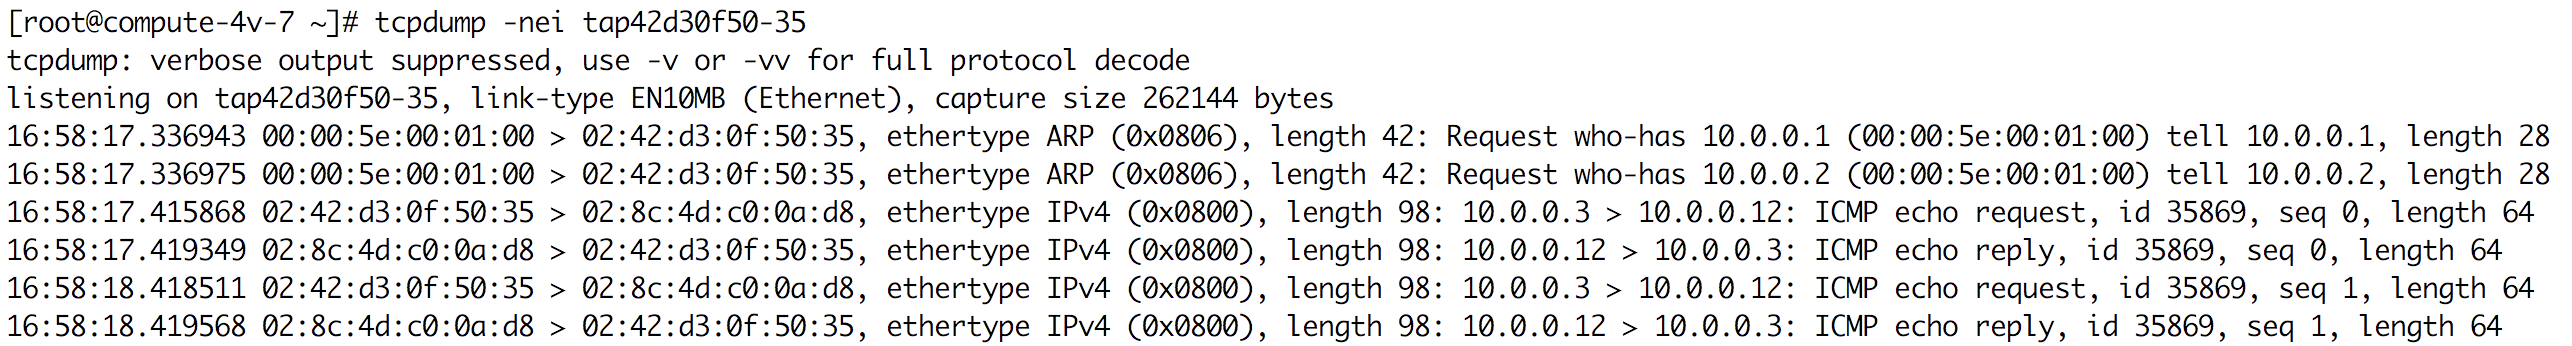 [root@compute-4v-7 ~]# tcpdump -nei tap42d30f50-35
tcpdump: verbose output suppressed, use -v or -vv for full protocol decode
listening on tap42d30f50-35, link-type EN10MB (Ethernet), capture size 262144 bytes
16:58:17.336943 00:00:5e:00:01:00 > 02:42:d3:0f:50:35, ethertype ARP (0x0806), length 42: Request who-has 10.0.0.1 (00:00:5e:00:01:00) tell 10.0.0.1, length 28
16:58:17.336975 00:00:5e:00:01:00 > 02:42:d3:0f:50:35, ethertype ARP (0x0806), length 42: Request who-has 10.0.0.2 (00:00:5e:00:01:00) tell 10.0.0.2, length 28
16:58:17.415868 02:42:d3:0f:50:35 > 02:8c:4d:c0:0a:d8, ethertype IPv4 (0x0800), length 98: 10.0.0.3 > 10.0.0.12: ICMP echo request, id 35869, seq 0, length 64
16:58:17.419349 02:8c:4d:c0:0a:d8 > 02:42:d3:0f:50:35, ethertype IPv4 (0x0800), length 98: 10.0.0.12 > 10.0.0.3: ICMP echo reply, id 35869, seq 0, length 64
16:58:18.418511 02:42:d3:0f:50:35 > 02:8c:4d:c0:0a:d8, ethertype IPv4 (0x0800), length 98: 10.0.0.3 > 10.0.0.12: ICMP echo request, id 35869, seq 1, length 64
16:58:18.419568 02:8c:4d:c0:0a:d8 > 02:42:d3:0f:50:35, ethertype IPv4 (0x0800), length 98: 10.0.0.12 > 10.0.0.3: ICMP echo reply, id 35869, seq 1, length 64